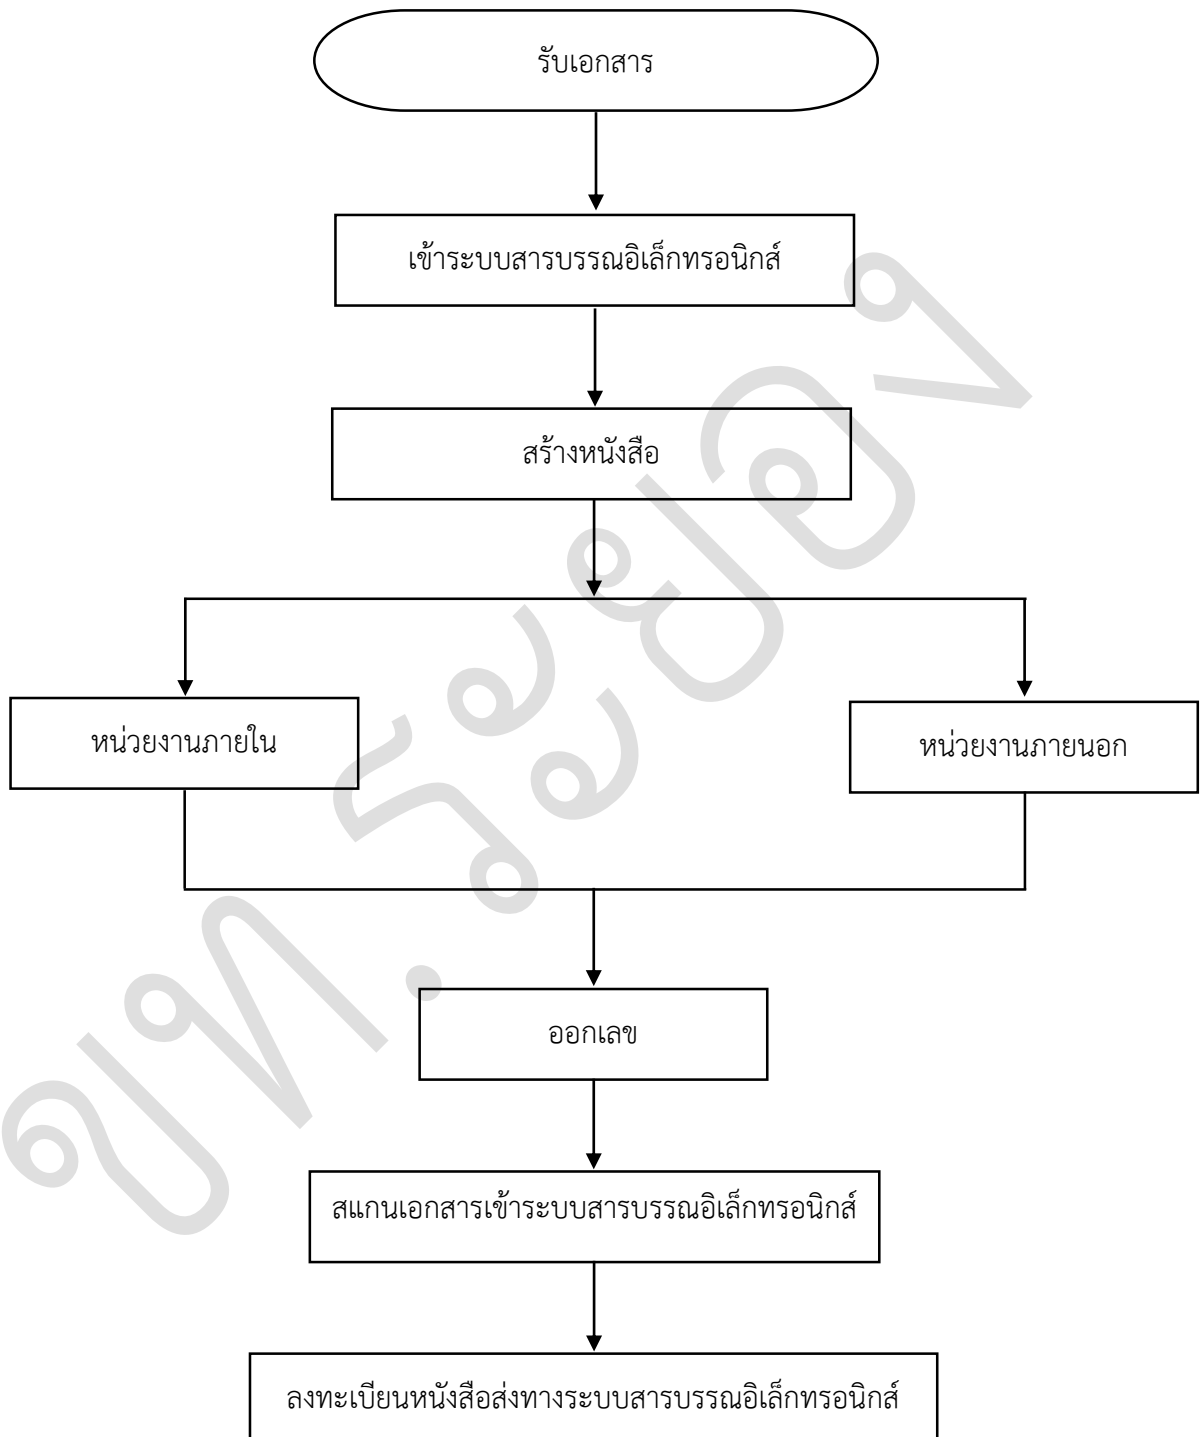 รับเอกสาร
เข้าระบบสารบรรณอิเล็กทรอนิกส์
สร้างหนังสือ
หน่วยงานภายใน
หน่วยงานภายนอก
ออกเลข
สแกนเอกสารเข้าระบบสารบรรณอิเล็กทรอนิกส์
ลงทะเบียนหนังสือส่งทางระบบสารบรรณอิเล็กทรอนิกส์
ขท.ระยอง